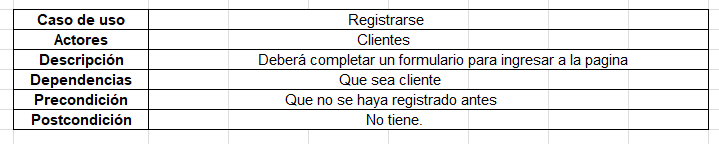 Caso de uso Registrarse
Actores Clientes
Descripción Deberá completar un formulario para ingresar a la pagina
Dependencias Que sea cliente
Precondición Que no se haya registrado antes
Postcondición No tiene.